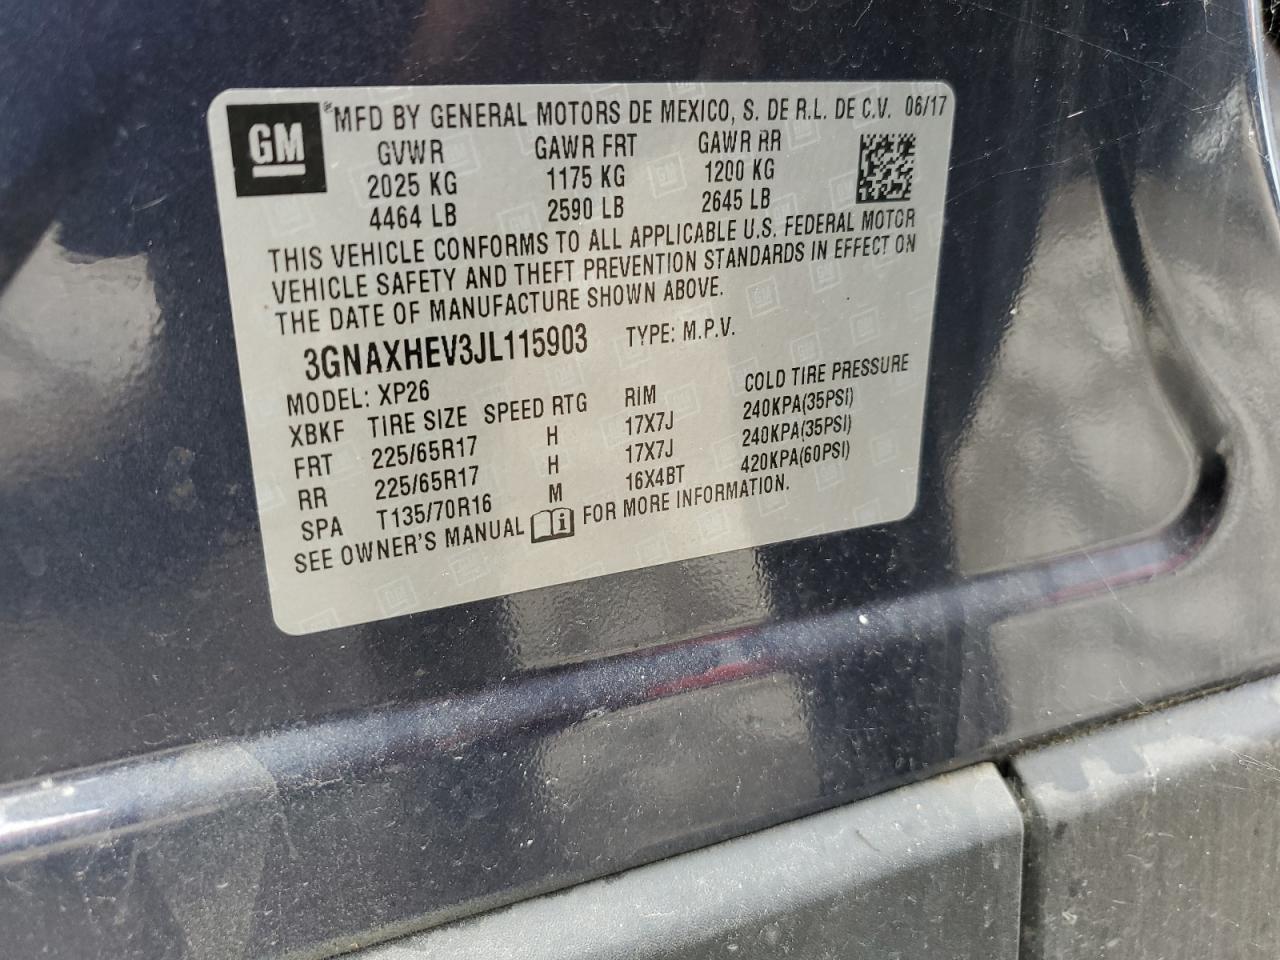 GM
MFD BY GENERAL MOTORS DE MEXICO, S. DE R.L. DE C.V. 06/17
GVWR GAWR FRT GAWR RR
2025 KG 1175 KG 1200 KG
4464 LB 2590 LB 2645 LB
THIS VEHICLE CONFORMS TO ALL APPLICABLE U.S. FEDERAL MOTOR
VEHICLE SAFETY AND THEFT PREVENTION STANDARDS IN EFFECT ON
THE DATE OF MANUFACTURE SHOWN ABOVE.
3GNAXHEV3JL115903 TYPE: M.P.V.
MODEL: XP26
XBKF TIRE SIZE SPEED RTG RIM COLD TIRE PRESSURE
FRT 225/65R17 H 17X7J 240KPA(35PSI)
RR 225/65R17 H 17X7J 240KPA(35PSI)
SPA T135/70R16 M 16X4BT 420KPA(60PSI)
SEE OWNER'S MANUAL FOR MORE INFORMATION.